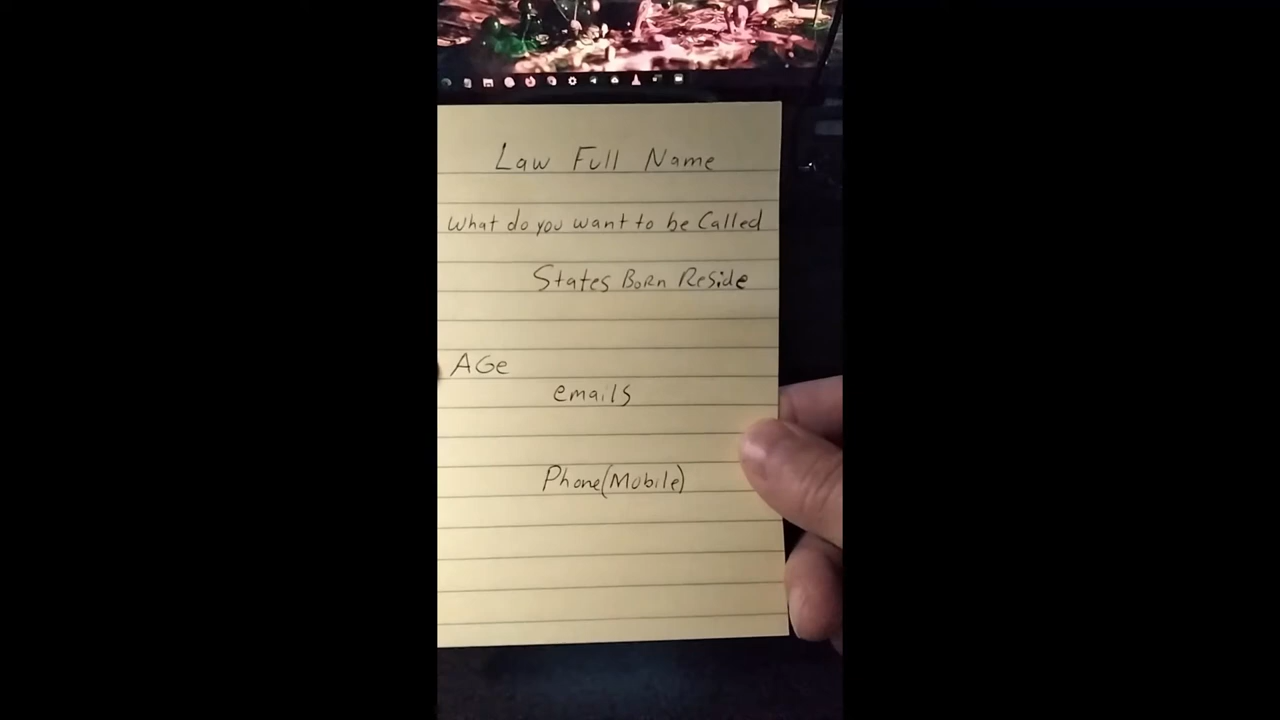 Law Full Name
What do you want to be Called
States Born Reside
AGe
emails
Phone(Mobile)